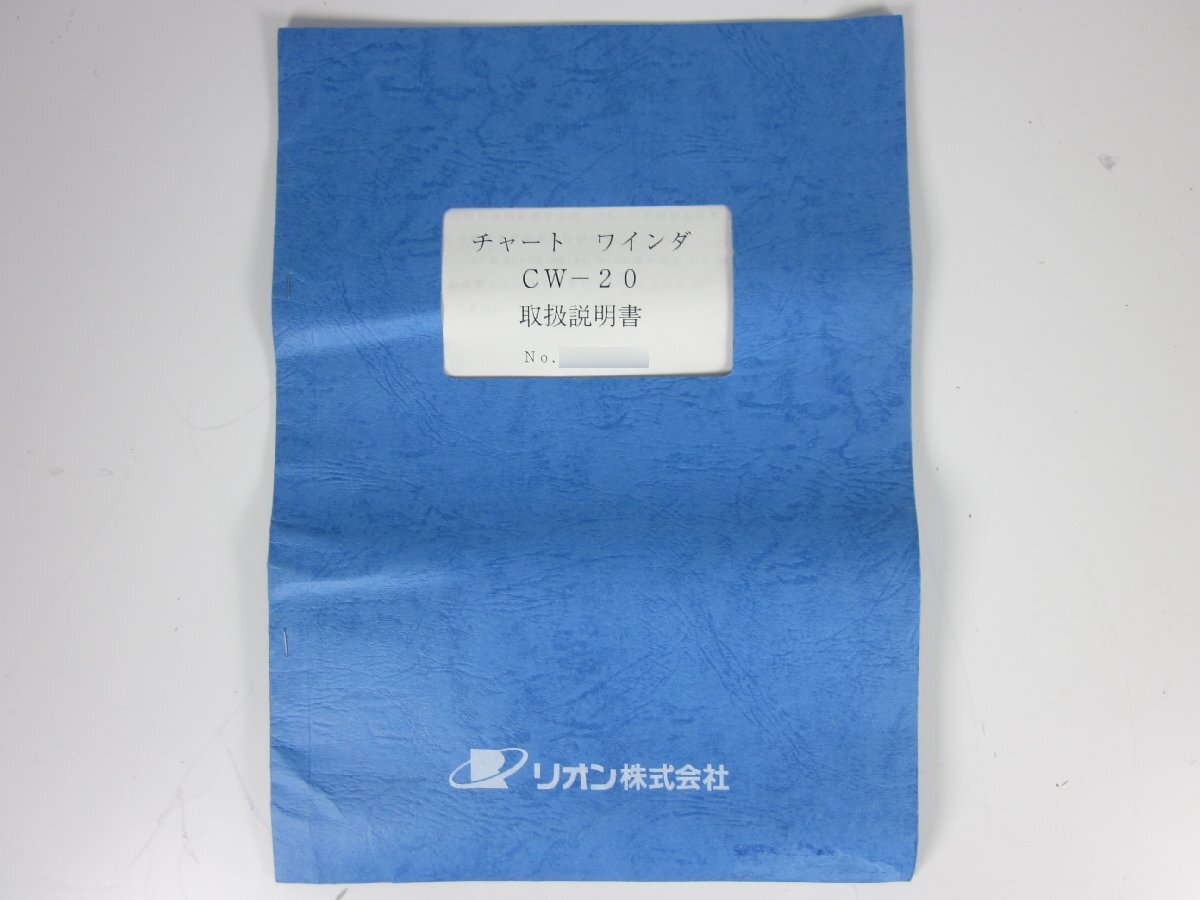 チャート　ワインダ
ＣＷ－２０
取扱説明書
Ｎｏ．
リオン株式会社